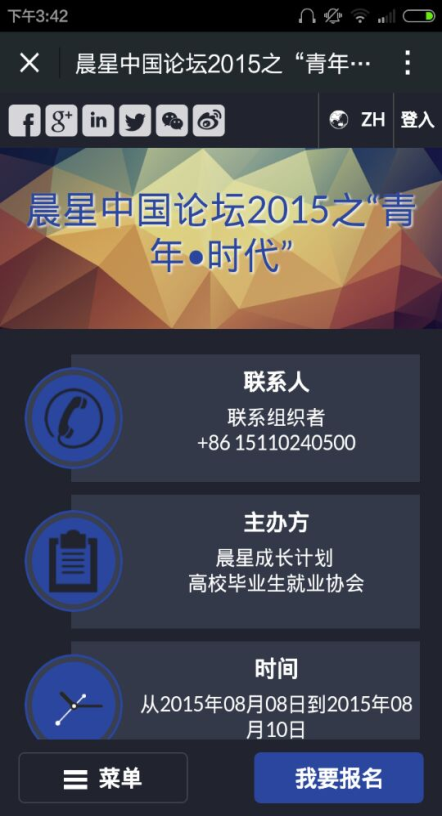 下午3:42
晨星中国论坛2015之“青年…
ZH 登入
晨星中国论坛2015之“青
年●时代”
联系人
联系组织者
+86 15110240500
主办方
晨星成长计划
高校毕业生就业协会
时间
从2015年08月08日到2015年08
月10日
菜单
我要报名